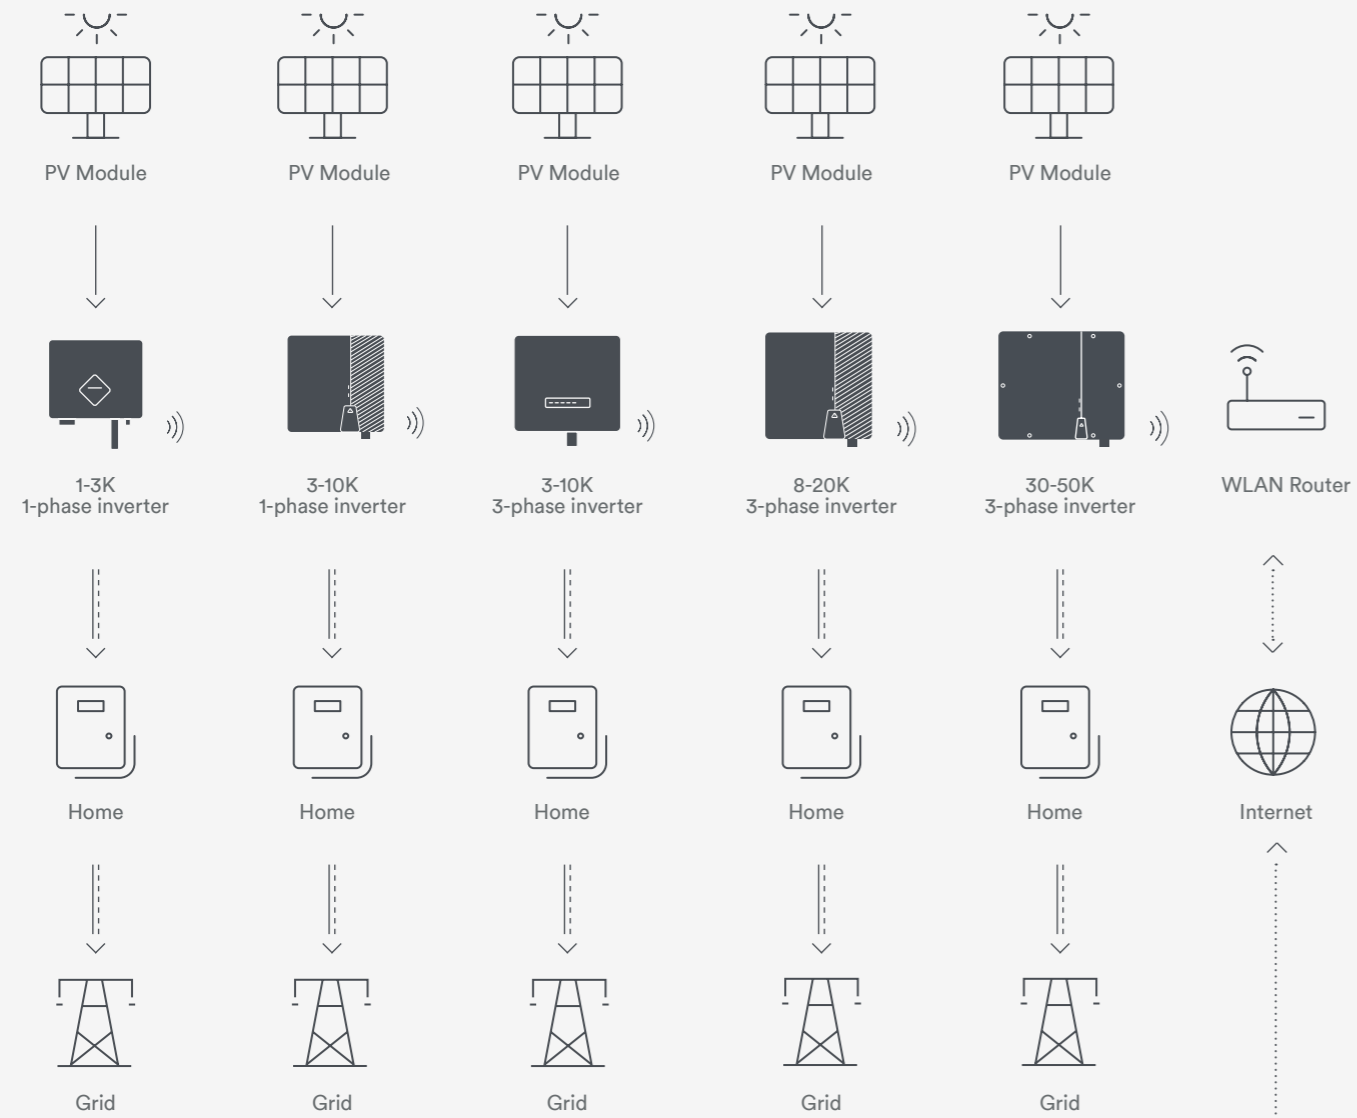 PV Module
PV Module
PV Module
PV Module
PV Module
1-3K
1-phase inverter
3-10K
1-phase inverter
3-10K
3-phase inverter
8-20K
3-phase inverter
30-50K
3-phase inverter
WLAN Router
Home
Home
Home
Home
Home
Internet
Grid
Grid
Grid
Grid
Grid